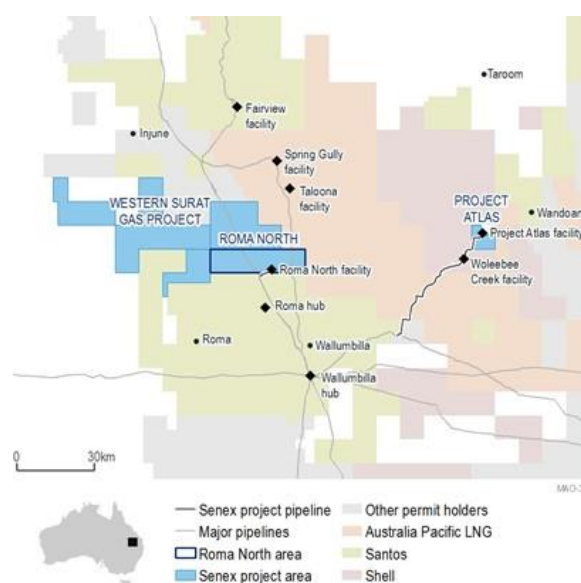 Taroom
Fairview
facility
Injune
Spring Gully
facility
Taloona
facility
WESTERN SURAT
GAS PROJECT
PROJECT
ATLAS
Wandoan
Project Atlas facility
ROMA NORTH
Woleebee
Creek facility
Roma North facility
Roma hub
Roma
Wallumbilla
Wallumbilla
hub
0
30km
Senex project pipeline
Major pipelines
Roma North area
Senex project area
Other permit holders
Australia Pacific LNG
Santos
Shell